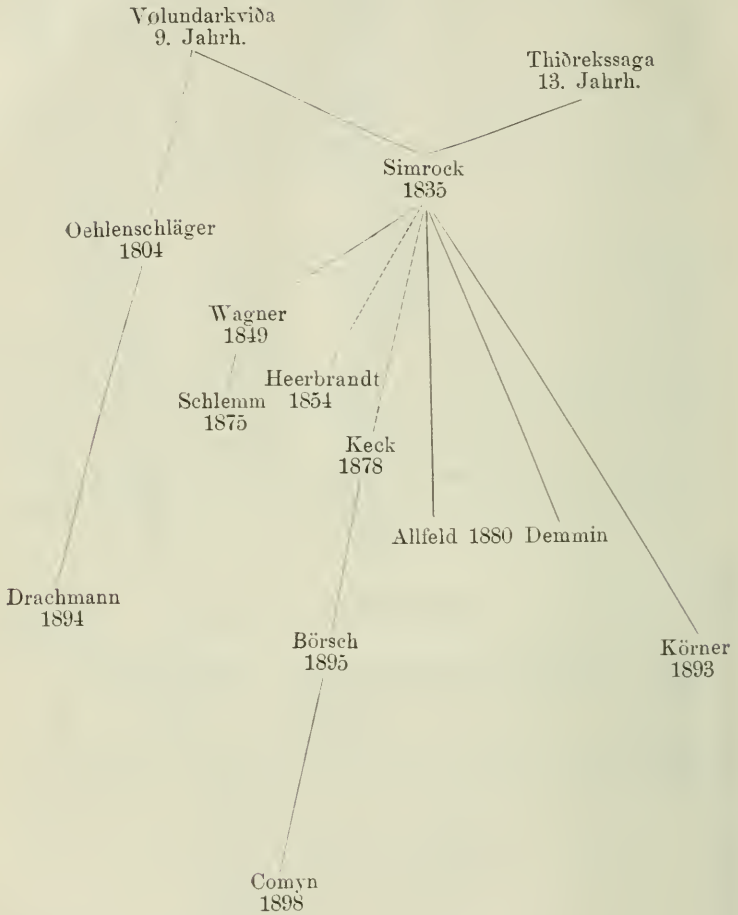 Vølundarkviða
9. Jahrh.
Thiðrekssaga
13. Jahrh.
Simrock
1835
Oehlenschläger
1804
Wagner
1849
Heerbrandt
1854
Schlemm
1875
Keck
1878
Allfeld 1880 Demmin
Drachmann
1894
Börsch
1895
Körner
1893
Comyn
1898